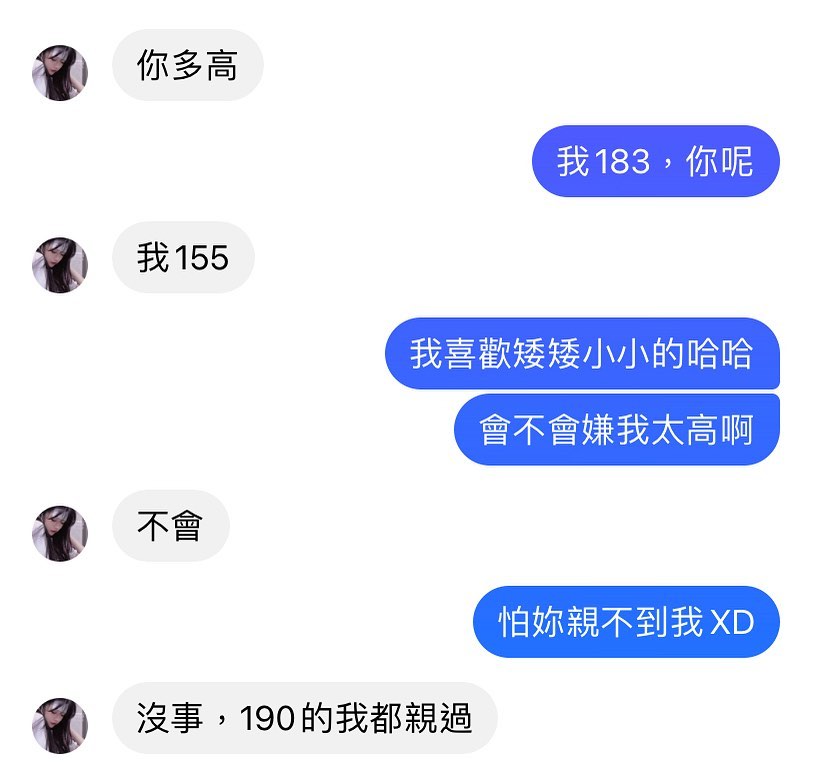 你多高
我183，你呢
我155
我喜歡矮矮小小的哈哈
會不會嫌我太高啊
不會
怕妳親不到我XD
沒事，190的我都親過